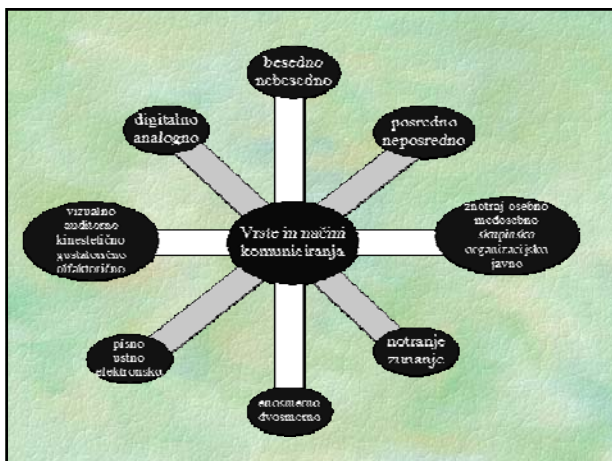 besedno
nebesedno
digitalno
analogno
posredno
neposredno
vizualno
auditorno
kinestetično
gustatorično
olfaktorično
Vrste in načini
komuniciranja
znotraj osebno
medosebno
skupinsko
organizacijsko
javno
pisno
ustno
elektronsko
notranje
zunanje
enosmerno
dvosmerno